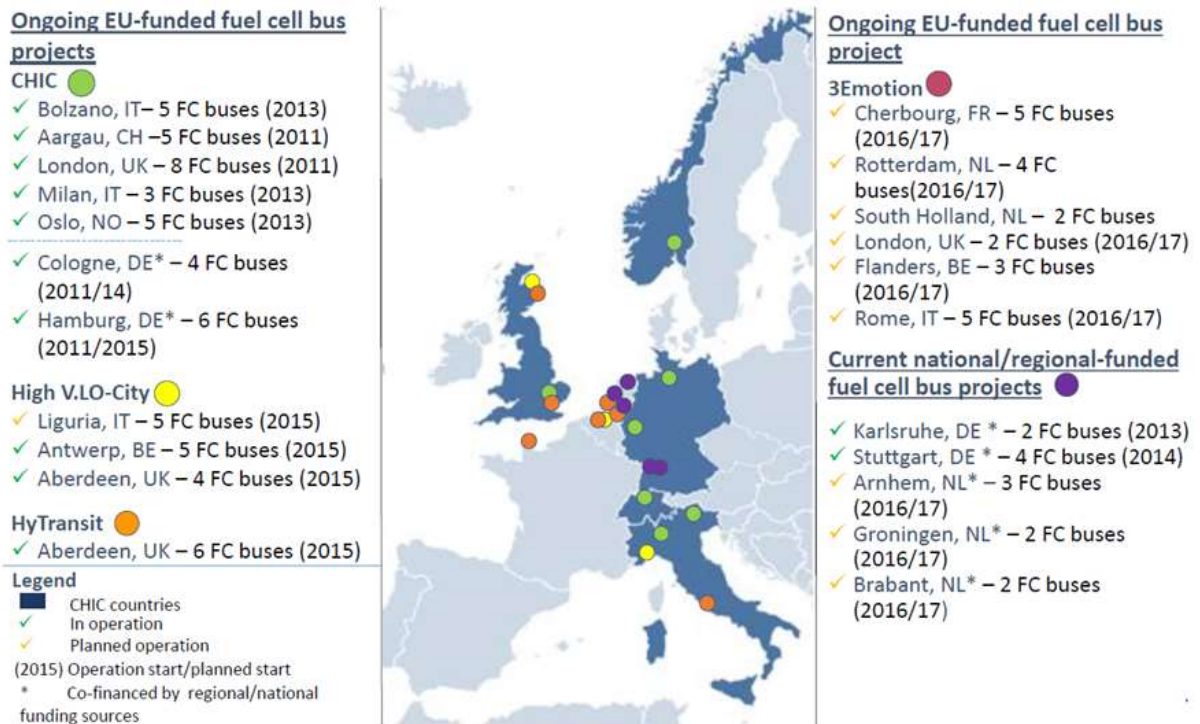 Ongoing EU-funded fuel cell bus
projects
CHIC
✓ Bolzano, IT– 5 FC buses (2013)
✓ Aargau, CH –5 FC buses (2011)
✓ London, UK – 8 FC buses (2011)
✓ Milan, IT – 3 FC buses (2013)
✓ Oslo, NO – 5 FC buses (2013)
✓ Cologne, DE* – 4 FC buses
(2011/14)
✓ Hamburg, DE* – 6 FC buses
(2011/2015)
High V.LO-City
✓ Liguria, IT – 5 FC buses (2015)
✓ Antwerp, BE – 5 FC buses (2015)
✓ Aberdeen, UK – 4 FC buses (2015)
HyTransit
✓ Aberdeen, UK – 6 FC buses (2015)
Legend
CHIC countries
✓ In operation
✓ Planned operation
(2015) Operation start/planned start
* Co-financed by regional/national
funding sources
Ongoing EU-funded fuel cell bus
project
3Emotion
✓ Cherbourg, FR – 5 FC buses
(2016/17)
✓ Rotterdam, NL – 4 FC
buses(2016/17)
✓ South Holland, NL – 2 FC buses
✓ London, UK – 2 FC buses (2016/17)
✓ Flanders, BE – 3 FC buses
(2016/17)
✓ Rome, IT – 5 FC buses (2016/17)
Current national/regional-funded
fuel cell bus projects
✓ Karlsruhe, DE * – 2 FC buses (2013)
✓ Stuttgart, DE * – 4 FC buses (2014)
✓ Arnhem, NL* – 3 FC buses
(2016/17)
✓ Groningen, NL* – 2 FC buses
(2016/17)
✓ Brabant, NL* – 2 FC buses
(2016/17)